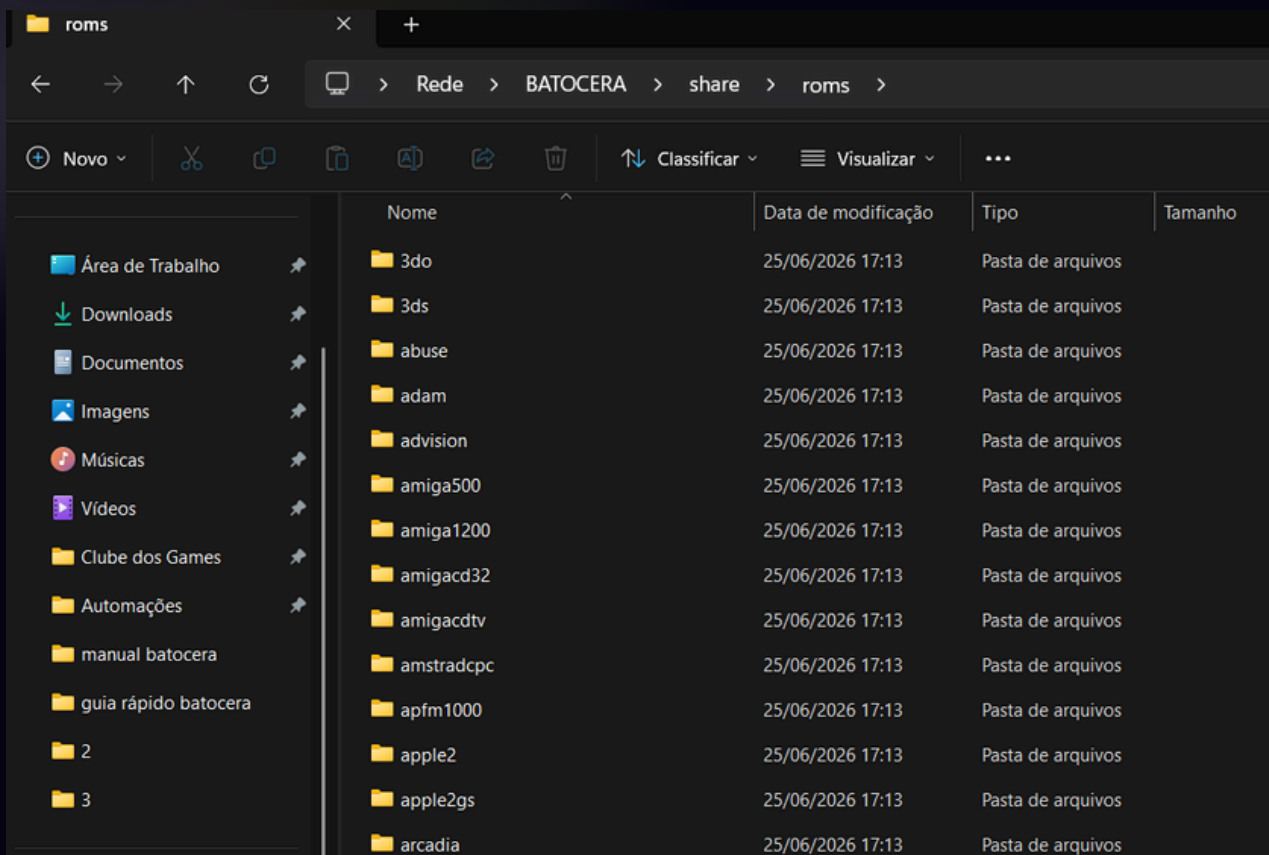 roms
Rede > BATOCERA > share > roms >
Novo Classificar Visualizar ...
Nome Data de modificação Tipo Tamanho
Área de Trabalho
Downloads
Documentos
Imagens
Músicas
Vídeos
Clube dos Games
Automações
manual batocera
guia rápido batocera
2
3
3do 25/06/2026 17:13 Pasta de arquivos
3ds 25/06/2026 17:13 Pasta de arquivos
abuse 25/06/2026 17:13 Pasta de arquivos
adam 25/06/2026 17:13 Pasta de arquivos
advision 25/06/2026 17:13 Pasta de arquivos
amiga500 25/06/2026 17:13 Pasta de arquivos
amiga1200 25/06/2026 17:13 Pasta de arquivos
amigacd32 25/06/2026 17:13 Pasta de arquivos
amigacdtv 25/06/2026 17:13 Pasta de arquivos
amstradcpc 25/06/2026 17:13 Pasta de arquivos
apfm1000 25/06/2026 17:13 Pasta de arquivos
apple2 25/06/2026 17:13 Pasta de arquivos
apple2gs 25/06/2026 17:13 Pasta de arquivos
arcadia 25/06/2026 17:13 Pasta de arquivos